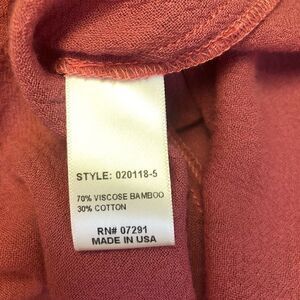 STYLE: 020118-5
70% VISCOSE BAMBOO
30% COTTON
RN# 07291
MADE IN USA